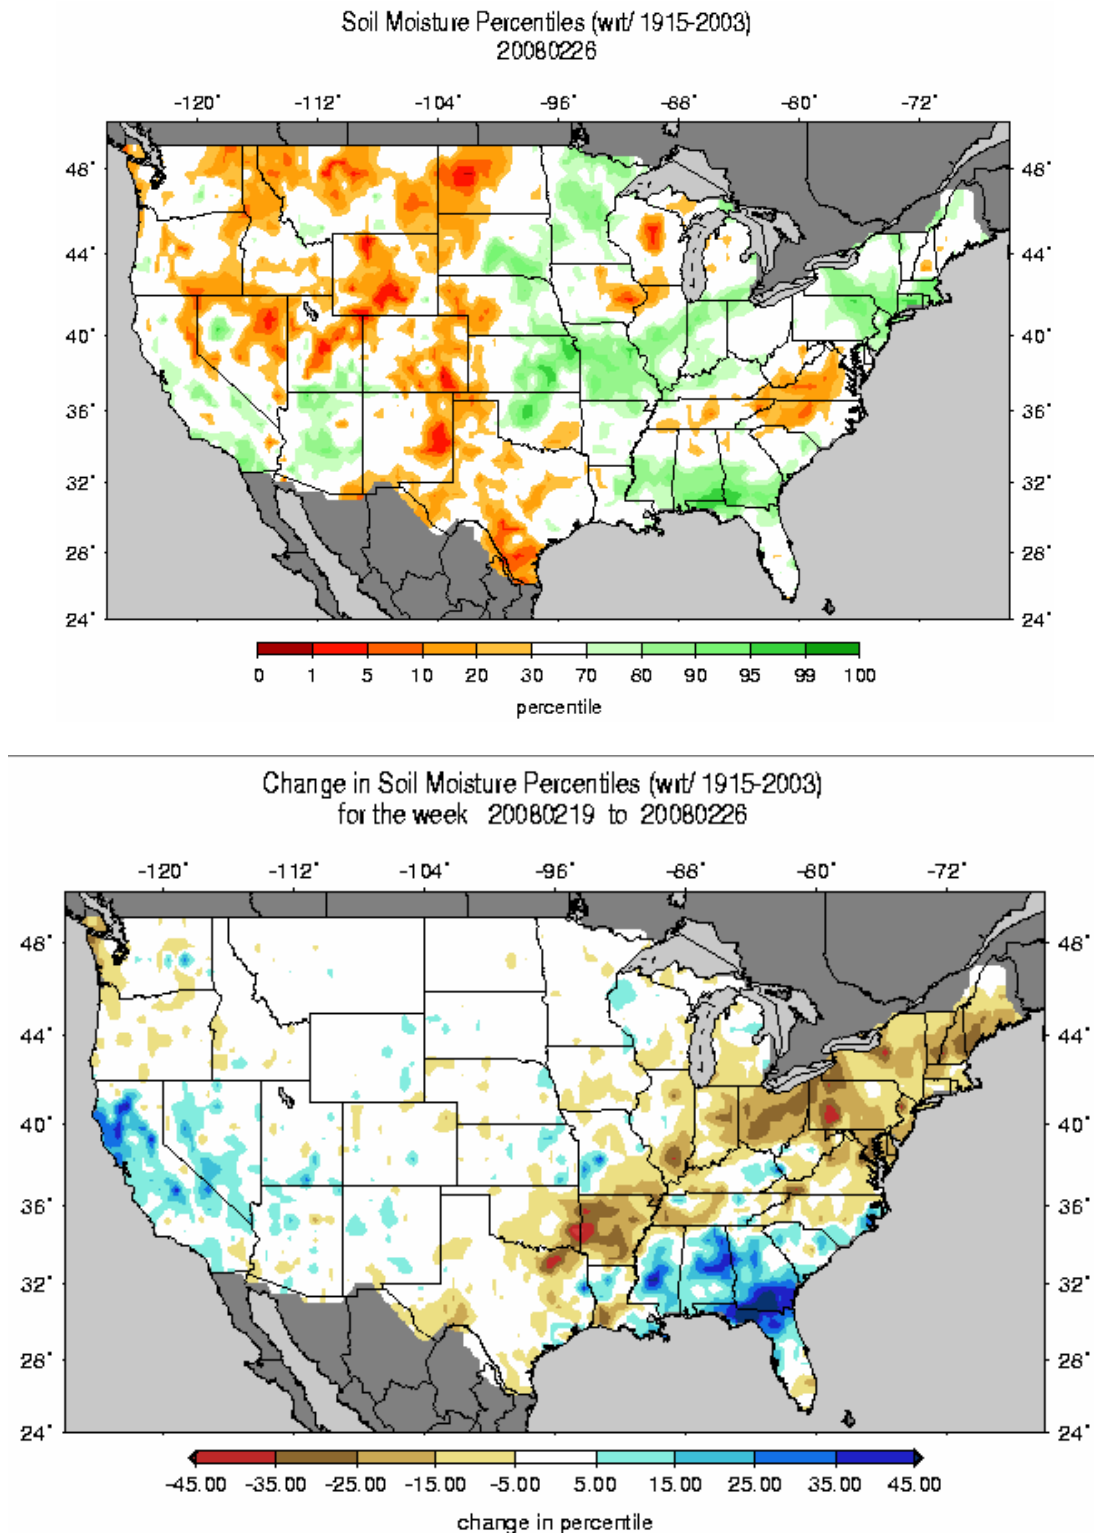 Soil Moisture Percentiles (wrt/ 1915-2003)
20080226
-120° -112° -104° -96° -88° -80° -72°
48° 48°
44° 44°
40° 40°
36° 36°
32° 32°
28° 28°
24° 24°
0 1 5 10 20 30 70 80 90 95 99 100
percentile
Change in Soil Moisture Percentiles (wrt/ 1915-2003)
for the week 20080219 to 20080226
-120° -112° -104° -96° -88° -80° -72°
48° 48°
44° 44°
40° 40°
36° 36°
32° 32°
28° 28°
24° 24°
-45.00 -35.00 -25.00 -15.00 -5.00 5.00 15.00 25.00 35.00 45.00
change in percentile